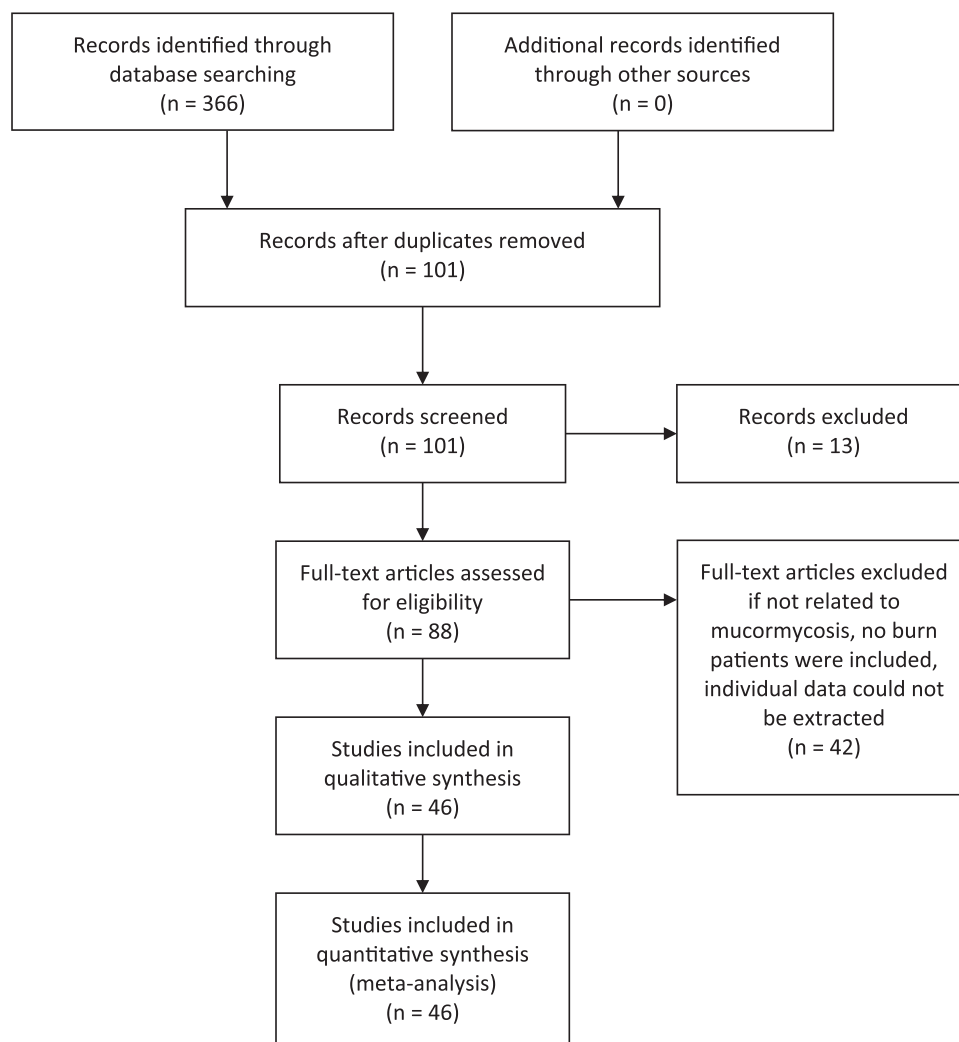 Records identified through
database searching
(n = 366)
Additional records identified
through other sources
(n = 0)
Records after duplicates removed
(n = 101)
Records screened
(n = 101)
Records excluded
(n = 13)
Full-text articles assessed
for eligibility
(n = 88)
Full-text articles excluded
if not related to
mucormycosis, no burn
patients were included,
individual data could not
be extracted
(n = 42)
Studies included in
qualitative synthesis
(n = 46)
Studies included in
quantitative synthesis
(meta-analysis)
(n = 46)